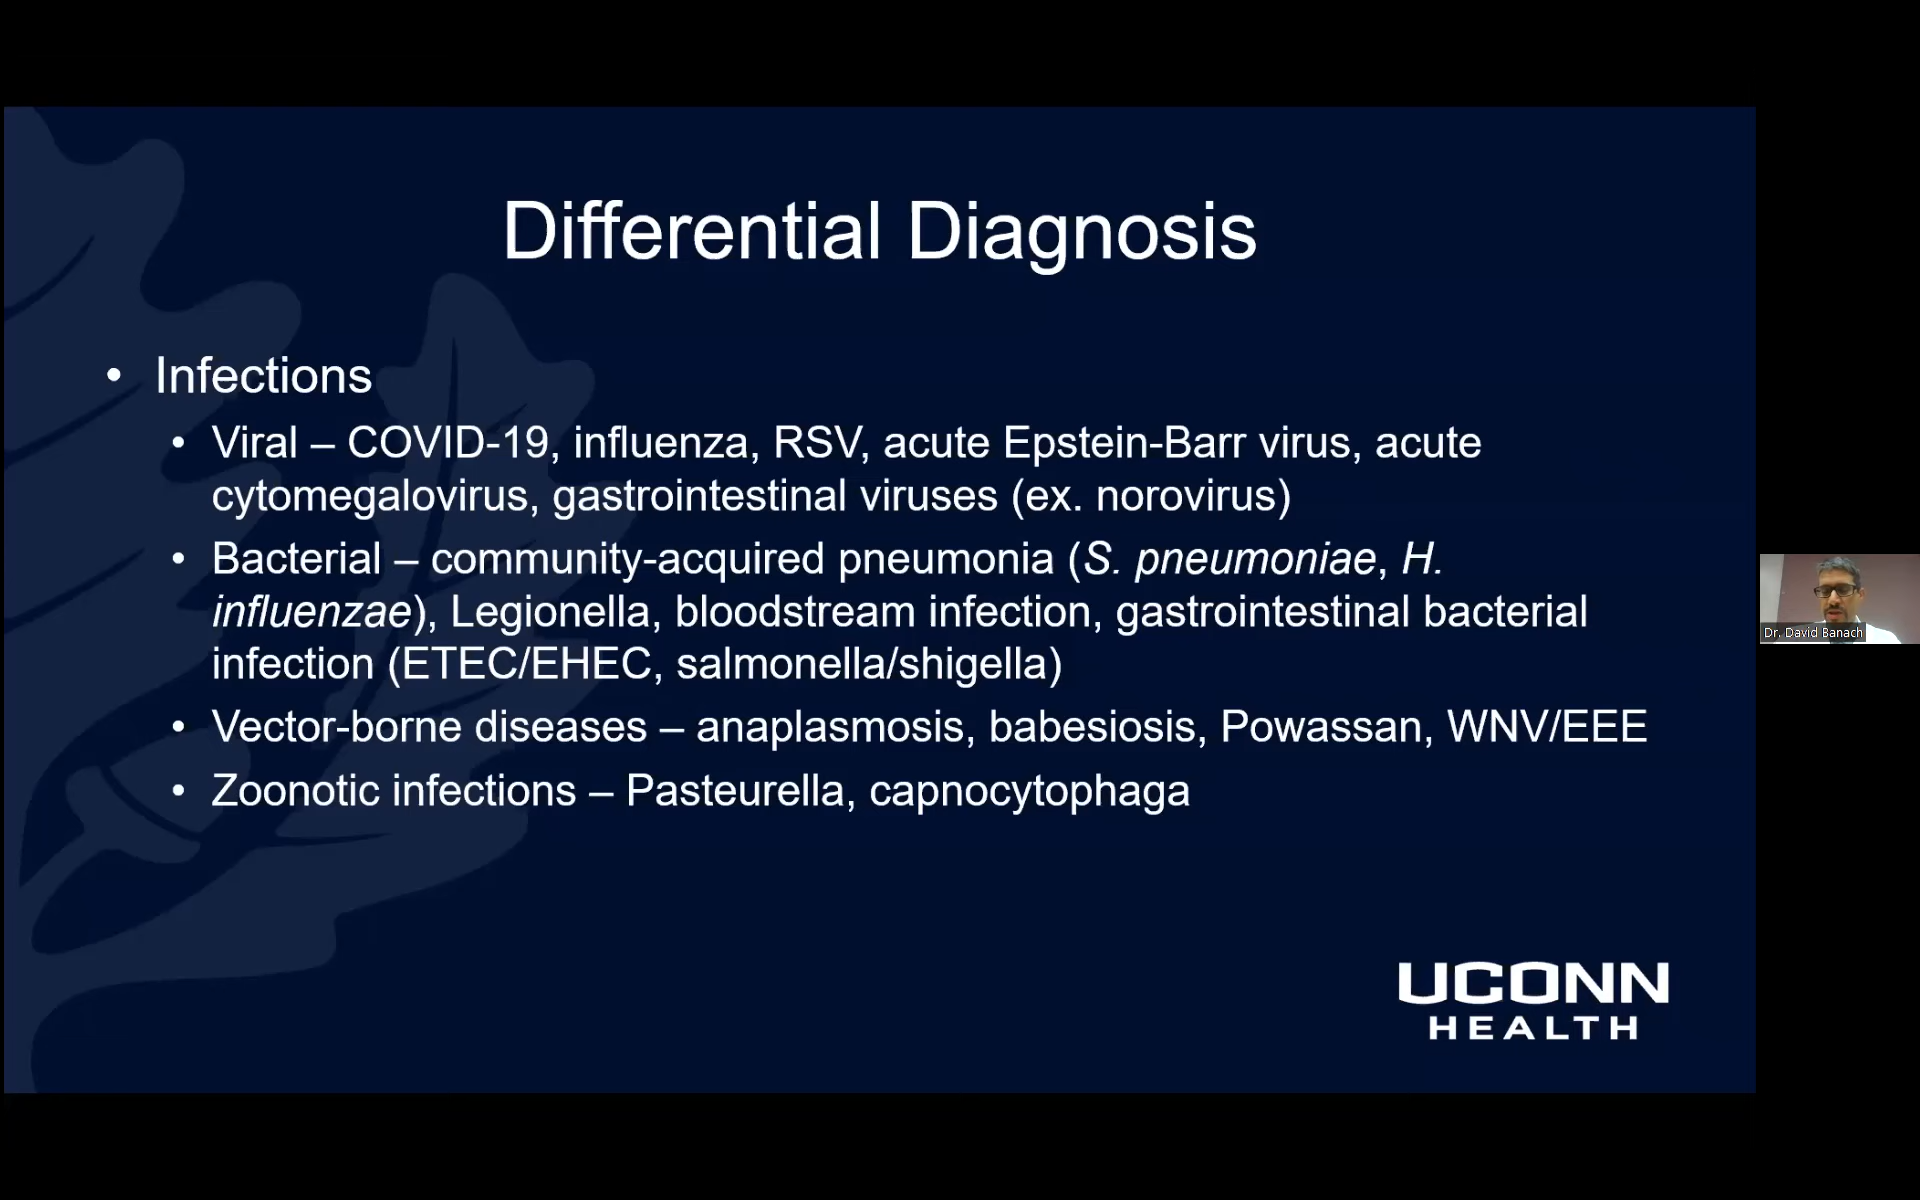 Differential Diagnosis
• Infections
• Viral – COVID-19, influenza, RSV, acute Epstein-Barr virus, acute
cytomegalovirus, gastrointestinal viruses (ex. norovirus)
• Bacterial – community-acquired pneumonia (S. pneumoniae, H.
influenzae), Legionella, bloodstream infection, gastrointestinal bacterial
infection (ETEC/EHEC, salmonella/shigella)
• Vector-borne diseases – anaplasmosis, babesiosis, Powassan, WNV/EEE
• Zoonotic infections – Pasteurella, capnocytophaga
Dr. David Banach
UCONN
HEALTH